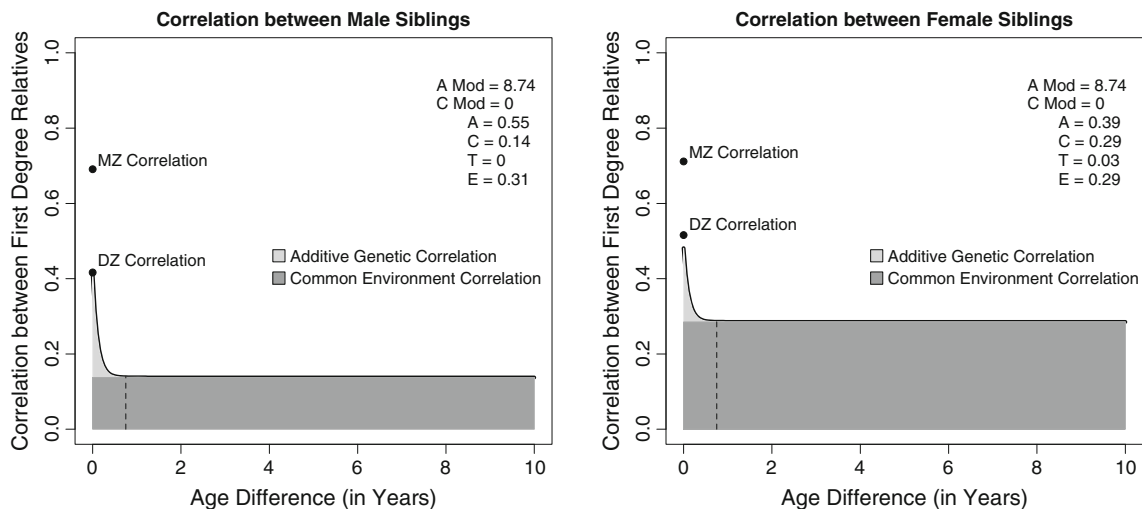 Correlation between Male Siblings
Correlation between First Degree Relatives
1.0
0.8
0.6
0.4
0.2
0.0
A Mod = 8.74
C Mod = 0
A = 0.55
C = 0.14
T = 0
E = 0.31
MZ Correlation
DZ Correlation
Additive Genetic Correlation
Common Environment Correlation
0 2 4 6 8 10
Age Difference (in Years)
Correlation between Female Siblings
Correlation between First Degree Relatives
1.0
0.8
0.6
0.4
0.2
0.0
A Mod = 8.74
C Mod = 0
A = 0.39
C = 0.29
T = 0.03
E = 0.29
MZ Correlation
DZ Correlation
Additive Genetic Correlation
Common Environment Correlation
0 2 4 6 8 10
Age Difference (in Years)